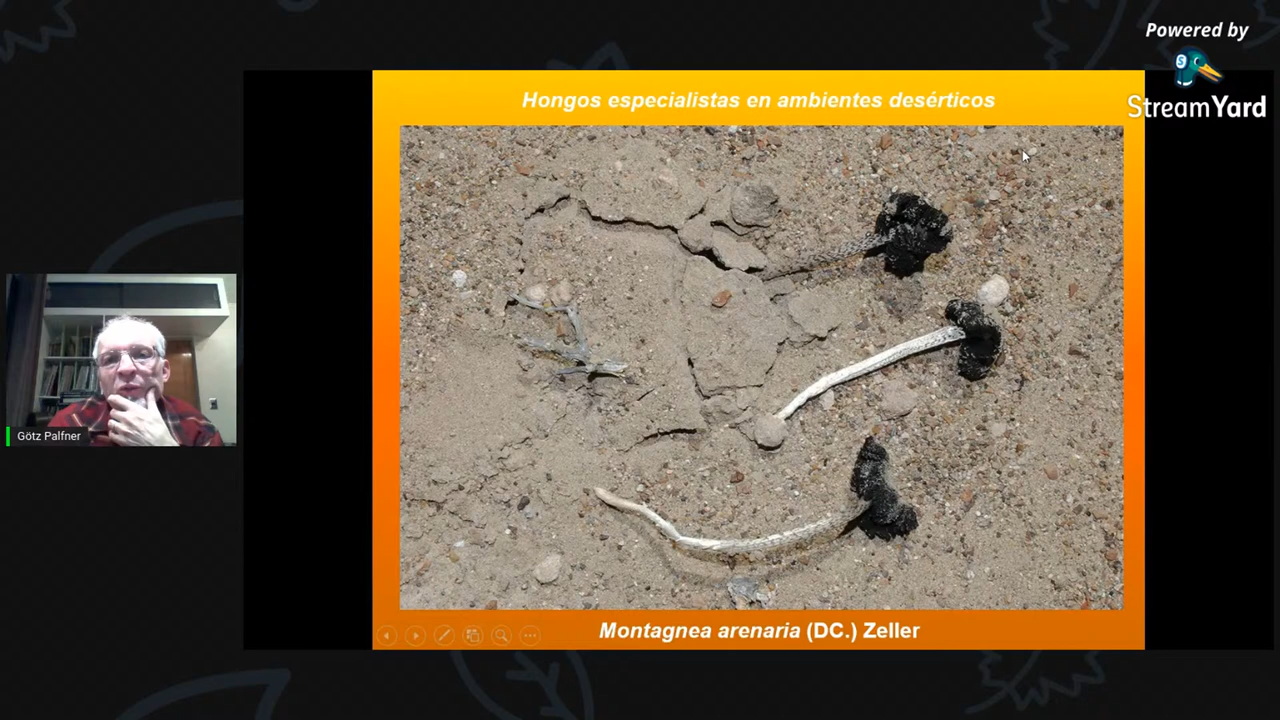 Powered by
StreamYard
Hongos especialistas en ambientes desérticos
Götz Palfner
Montagnea arenaria (DC.) Zeller